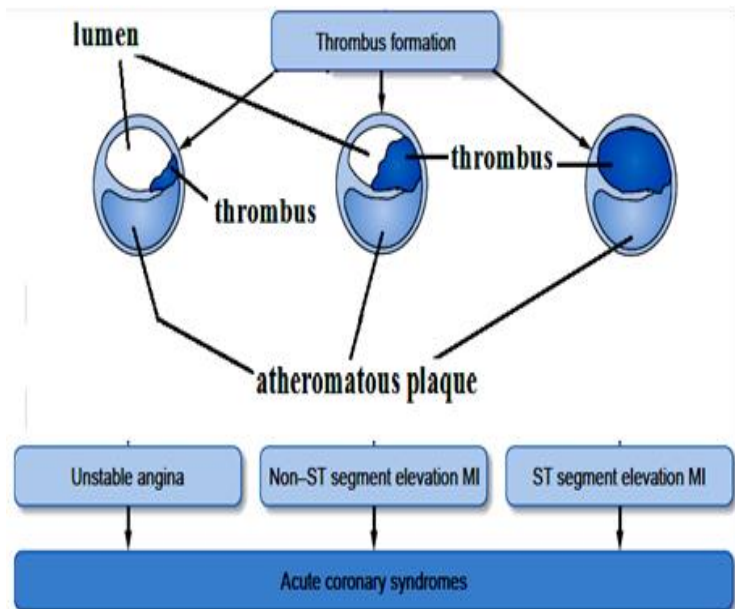 lumen
Thrombus formation
thrombus
thrombus
atheromatous plaque
Unstable angina
Non–ST segment elevation MI
ST segment elevation MI
Acute coronary syndromes